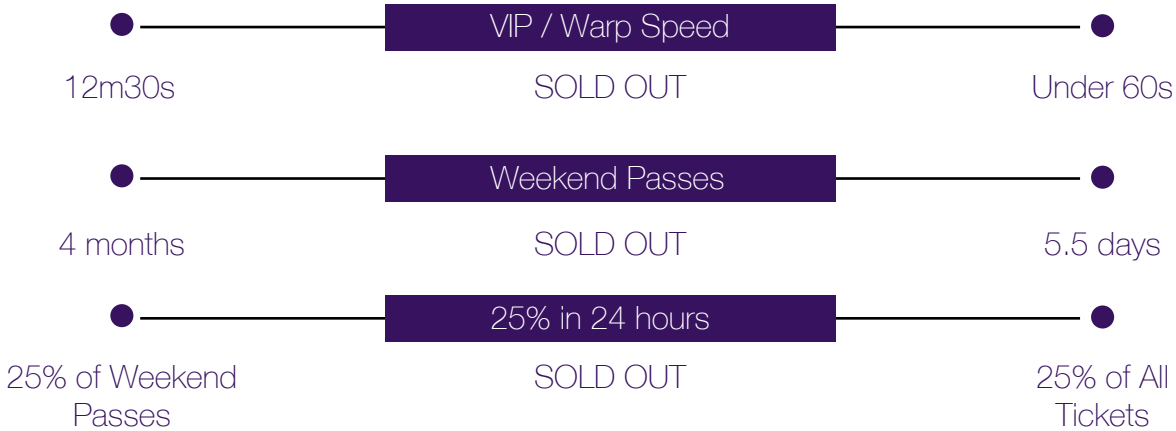 VIP / Warp Speed
12m30s SOLD OUT Under 60s
Weekend Passes
4 months SOLD OUT 5.5 days
25% in 24 hours
25% of Weekend SOLD OUT 25% of All
Passes Tickets